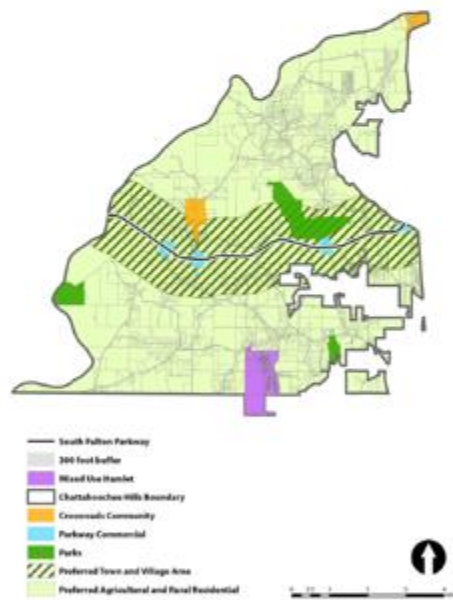 South Fulton Parkway
300 foot buffer
Mixed Use Hamlet
Chattahoochee Hills Boundary
Crossroads Community
Parkway Commercial
Parks
Preferred Town and Village Area
Preferred Agricultural and Rural Residential